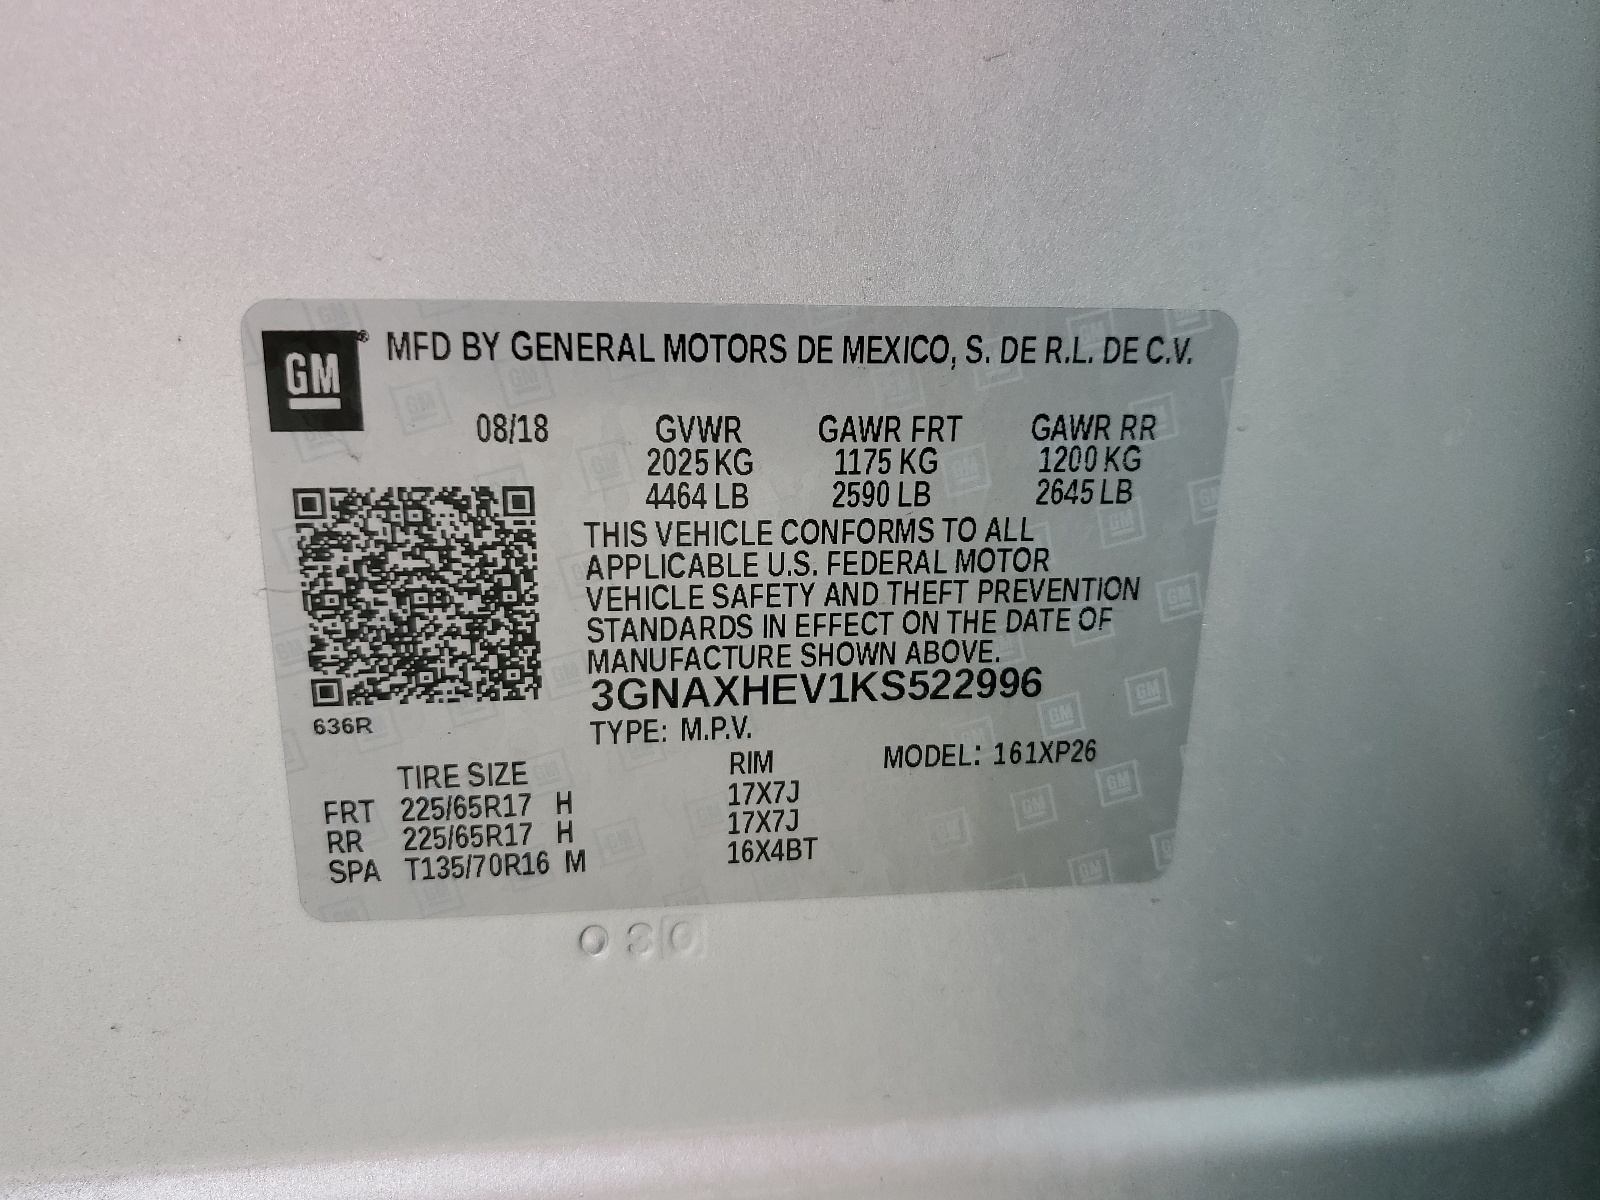 GM
® MFD BY GENERAL MOTORS DE MEXICO, S. DE R.L. DE C.V.
08/18 GVWR GAWR FRT GAWR RR
2025 KG 1175 KG 1200 KG
4464 LB 2590 LB 2645 LB
THIS VEHICLE CONFORMS TO ALL
APPLICABLE U.S. FEDERAL MOTOR
VEHICLE SAFETY AND THEFT PREVENTION
STANDARDS IN EFFECT ON THE DATE OF
MANUFACTURE SHOWN ABOVE.
3GNAXHEV1KS522996
636R
TYPE: M.P.V.
TIRE SIZE RIM MODEL: 161XP26
FRT 225/65R17 H 17X7J
RR 225/65R17 H 17X7J
SPA T135/70R16 M 16X4BT